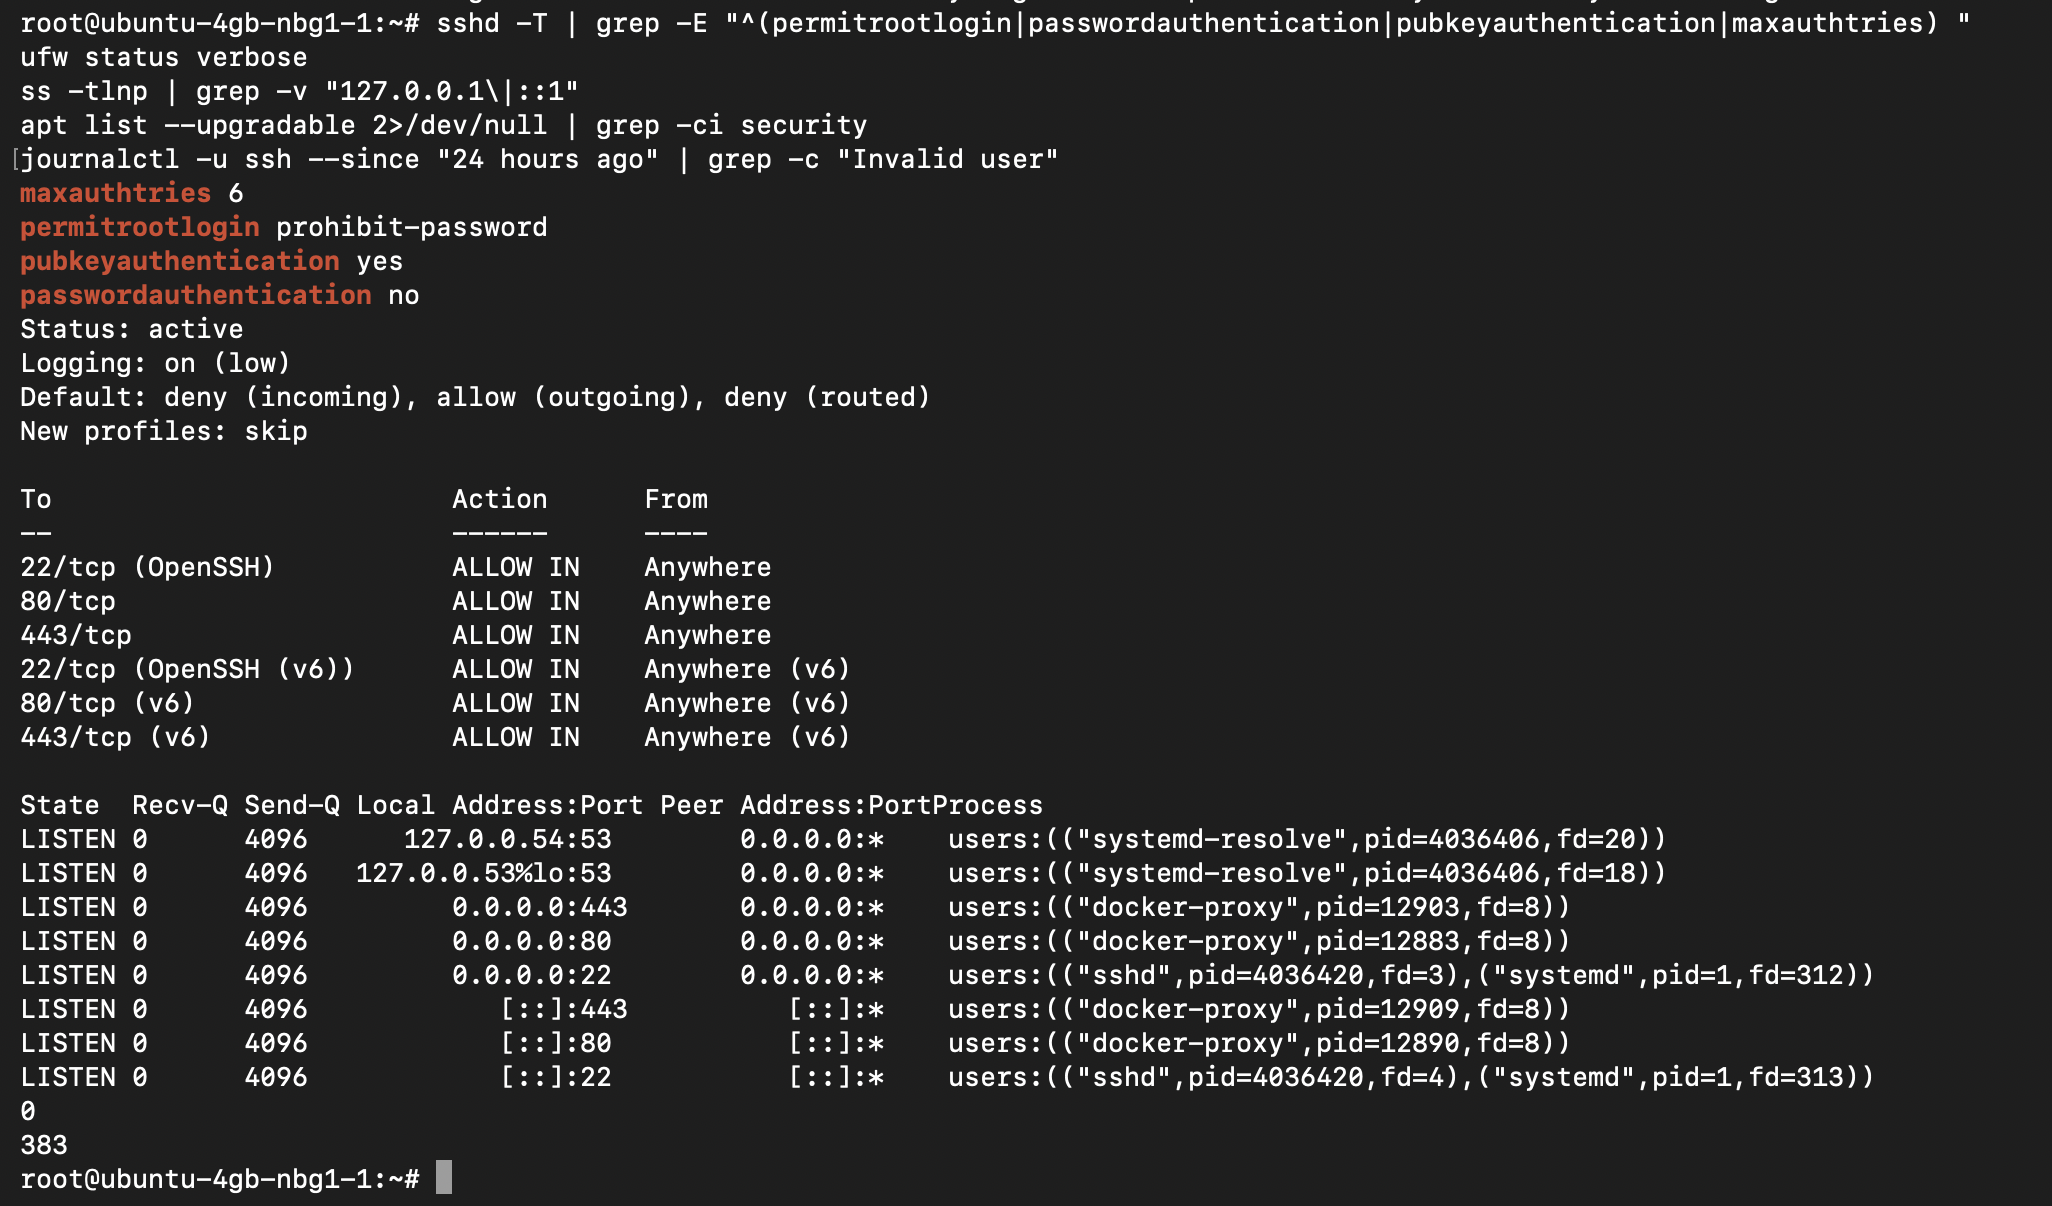 root@ubuntu-4gb-nbg1-1:~# sshd -T | grep -E "^(permitrootlogin|passwordauthentication|pubkeyauthentication|maxauthtries) "
ufw status verbose
ss -tlnp | grep -v "127.0.0.1\|::1"
apt list --upgradable 2>/dev/null | grep -ci security
[journalctl -u ssh --since "24 hours ago" | grep -c "Invalid user"
maxauthtries 6
permitrootlogin prohibit-password
pubkeyauthentication yes
passwordauthentication no
Status: active
Logging: on (low)
Default: deny (incoming), allow (outgoing), deny (routed)
New profiles: skip

To                         Action      From
--                         ------      ----
22/tcp (OpenSSH)           ALLOW IN    Anywhere
80/tcp                     ALLOW IN    Anywhere
443/tcp                    ALLOW IN    Anywhere
22/tcp (OpenSSH (v6))      ALLOW IN    Anywhere (v6)
80/tcp (v6)                ALLOW IN    Anywhere (v6)
443/tcp (v6)               ALLOW IN    Anywhere (v6)

State  Recv-Q Send-Q Local Address:Port Peer Address:PortProcess
LISTEN 0      4096      127.0.0.54:53        0.0.0.0:*    users:(("systemd-resolve",pid=4036406,fd=20))
LISTEN 0      4096   127.0.0.53%lo:53        0.0.0.0:*    users:(("systemd-resolve",pid=4036406,fd=18))
LISTEN 0      4096         0.0.0.0:443       0.0.0.0:*    users:(("docker-proxy",pid=12903,fd=8))
LISTEN 0      4096         0.0.0.0:80        0.0.0.0:*    users:(("docker-proxy",pid=12883,fd=8))
LISTEN 0      4096         0.0.0.0:22        0.0.0.0:*    users:(("sshd",pid=4036420,fd=3),("systemd",pid=1,fd=312))
LISTEN 0      4096            [::]:443          [::]:*    users:(("docker-proxy",pid=12909,fd=8))
LISTEN 0      4096            [::]:80           [::]:*    users:(("docker-proxy",pid=12890,fd=8))
LISTEN 0      4096            [::]:22           [::]:*    users:(("sshd",pid=4036420,fd=4),("systemd",pid=1,fd=313))
0
383
root@ubuntu-4gb-nbg1-1:~#